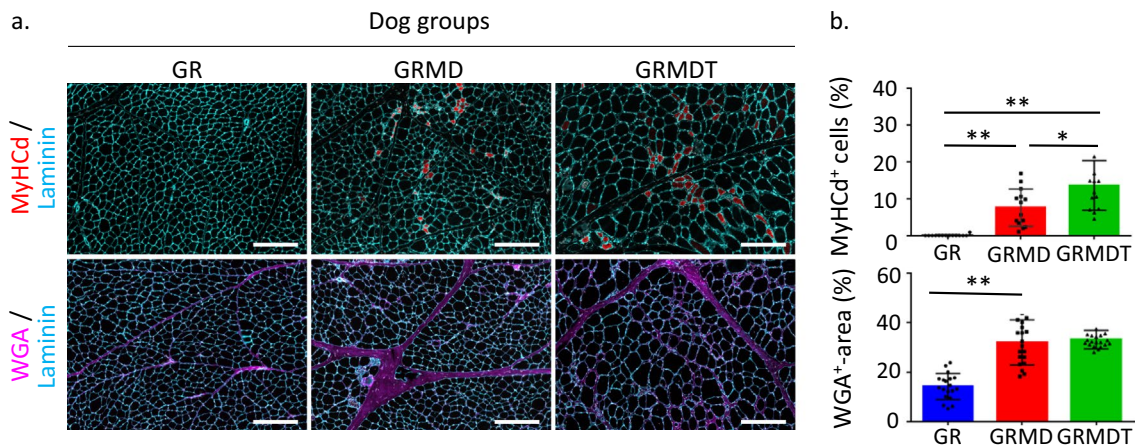 a.
Dog groups
GR
GRMD
GRMDT
MyHCd / Laminin
WGA / Laminin
b.
MyHCd⁺ cells (%)
40
30
20
10
0
**
**
*
GR
GRMD
GRMDT
WGA⁺-area (%)
60
40
20
0
**
GR
GRMD
GRMDT